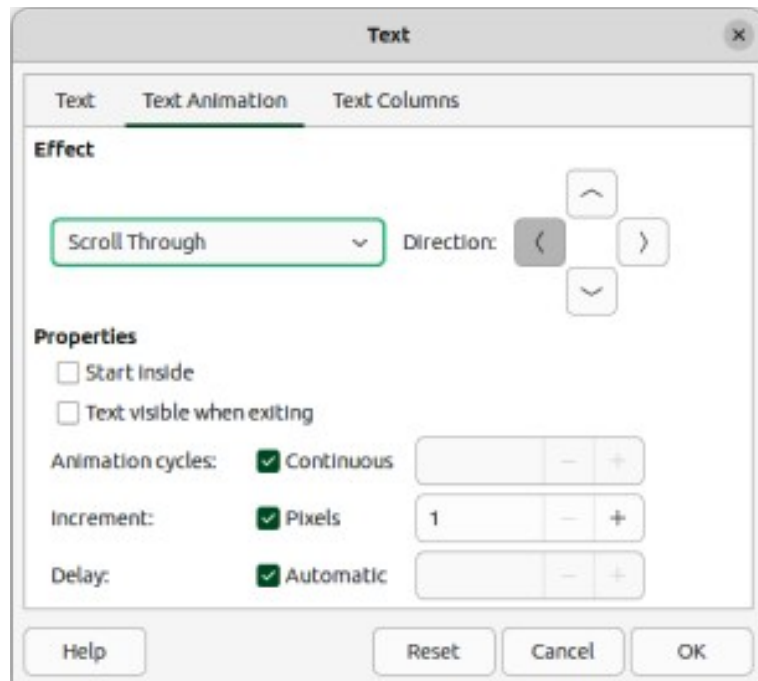 Text
Text Text Animation Text Columns
Effect
Scroll Through Direction:
Properties
Start Inside
Text visible when exiting
Animation cycles: Continuous
Increment: Pixels 1
Delay: Automatic
Help Reset Cancel OK